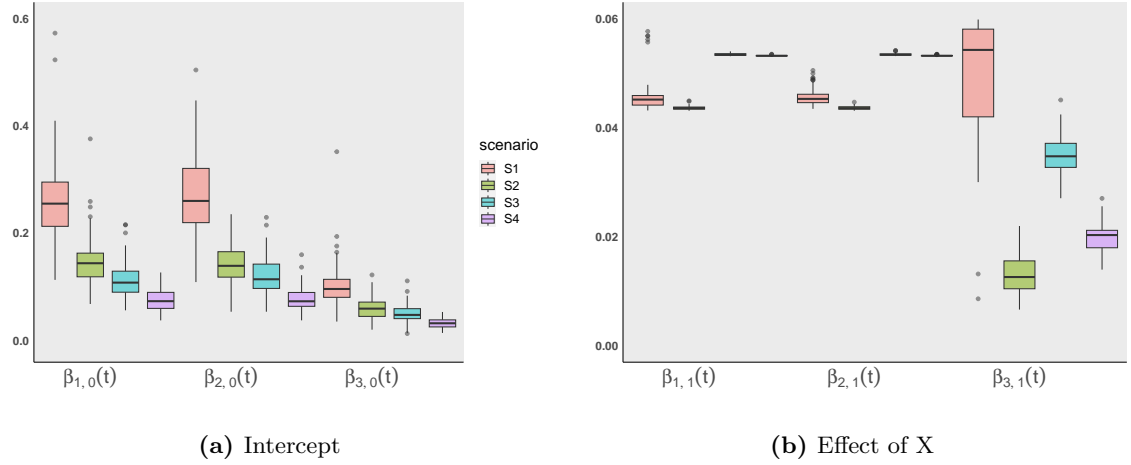 0.6
0.4
0.2
0.0
β1, 0(t)
β2, 0(t)
β3, 0(t)
scenario
S1
S2
S3
S4
0.06
0.04
0.02
0.00
β1, 1(t)
β2, 1(t)
β3, 1(t)
(a) Intercept
(b) Effect of X